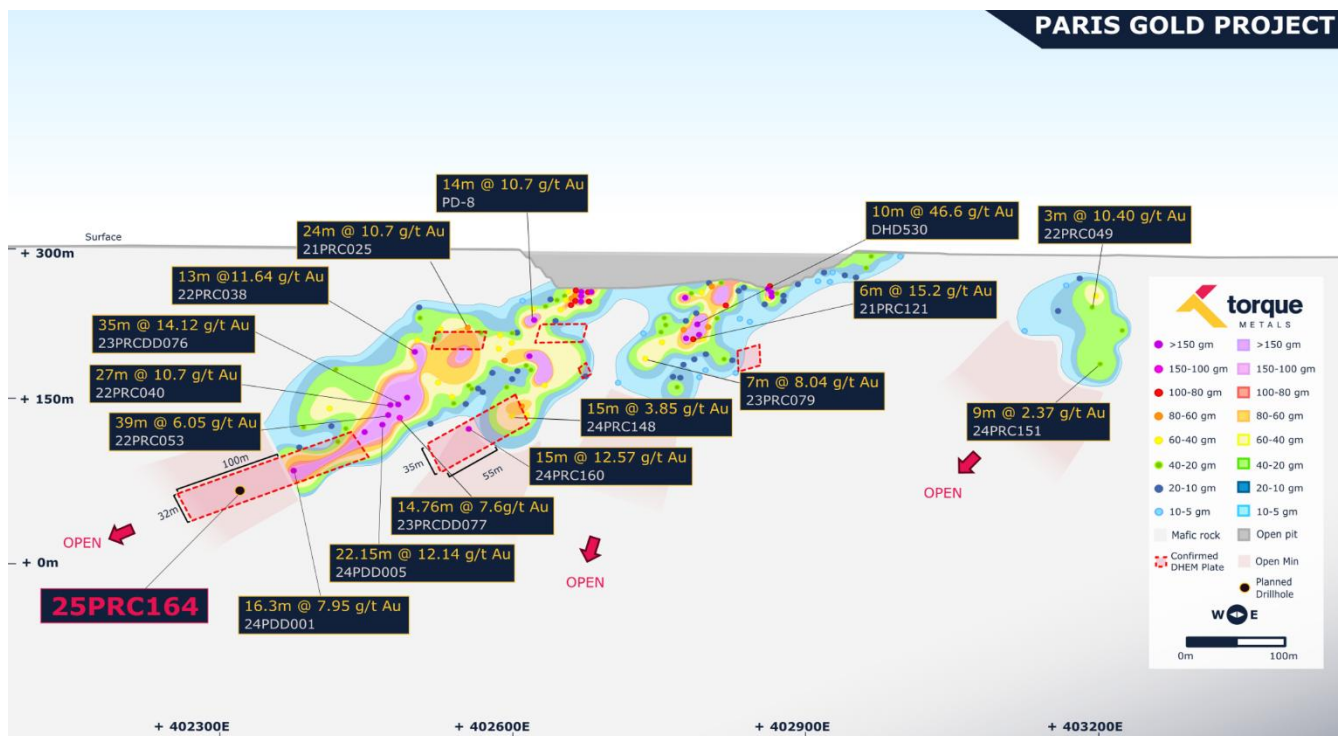 PARIS GOLD PROJECT
14m @ 10.7 g/t Au
PD-8
24m @ 10.7 g/t Au
21PRC025
10m @ 46.6 g/t Au
DHD530
3m @ 10.40 g/t Au
22PRC049
Surface
+ 300m
13m @11.64 g/t Au
22PRC038
6m @ 15.2 g/t Au
21PRC121
35m @ 14.12 g/t Au
23PRCDD076
27m @ 10.7 g/t Au
22PRC040
+ 150m
7m @ 8.04 g/t Au
23PRC079
39m @ 6.05 g/t Au
22PRC053
15m @ 3.85 g/t Au
24PRC148
9m @ 2.37 g/t Au
24PRC151
15m @ 12.57 g/t Au
24PRC160
100m
32m
35m
55m
14.76m @ 7.6g/t Au
23PRCDD077
OPEN
OPEN
OPEN
22.15m @ 12.14 g/t Au
24PDD005
+ 0m
25PRC164
16.3m @ 7.95 g/t Au
24PDD001
torque
METALS
>150 gm >150 gm
150-100 gm 150-100 gm
100-80 gm 100-80 gm
80-60 gm 80-60 gm
60-40 gm 60-40 gm
40-20 gm 40-20 gm
20-10 gm 20-10 gm
10-5 gm 10-5 gm
Mafic rock Open pit
Confirmed
DHEM Plate
Open Min
Planned
Drillhole
W E
0m 100m
+ 402300E + 402600E + 402900E + 403200E